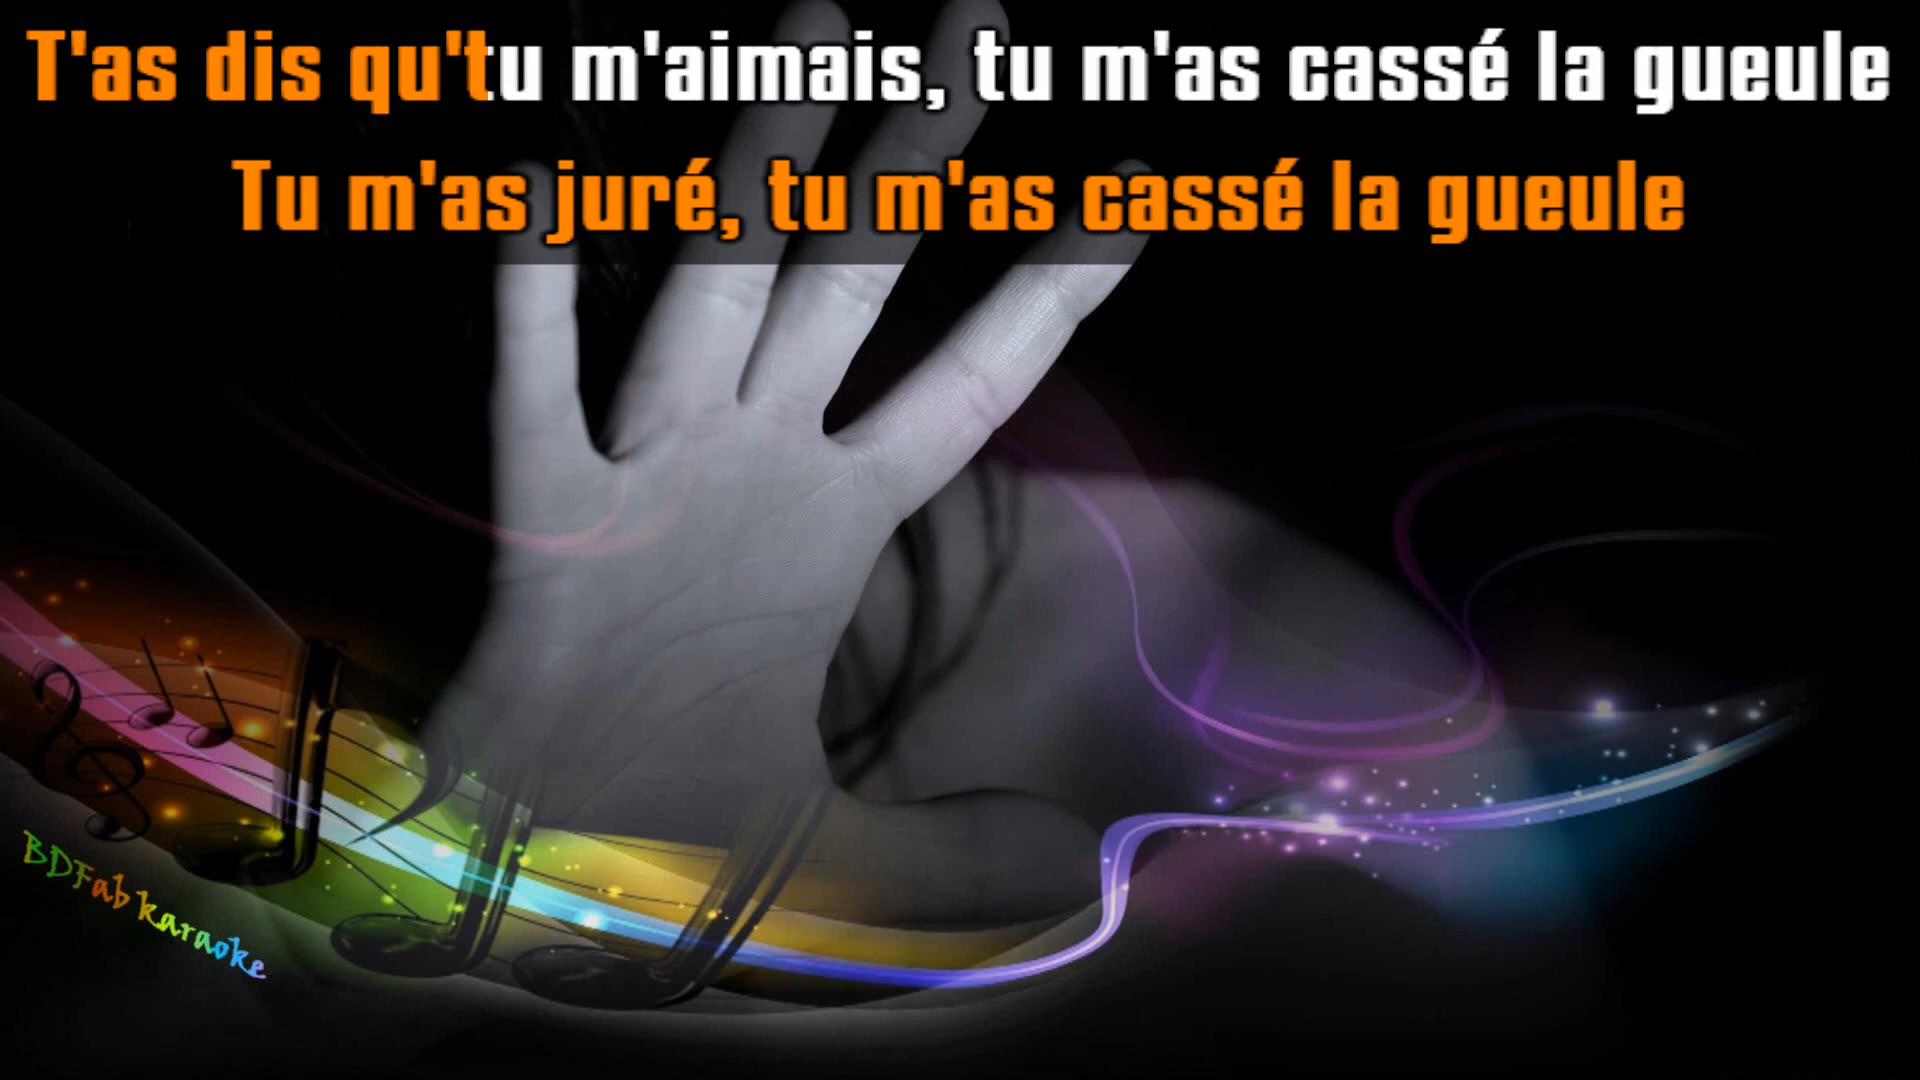 T'as dis qu'tu m'aimais, tu m'as cassé la gueule
Tu m'as juré, tu m'as cassé la gueule
BDFab karaoke